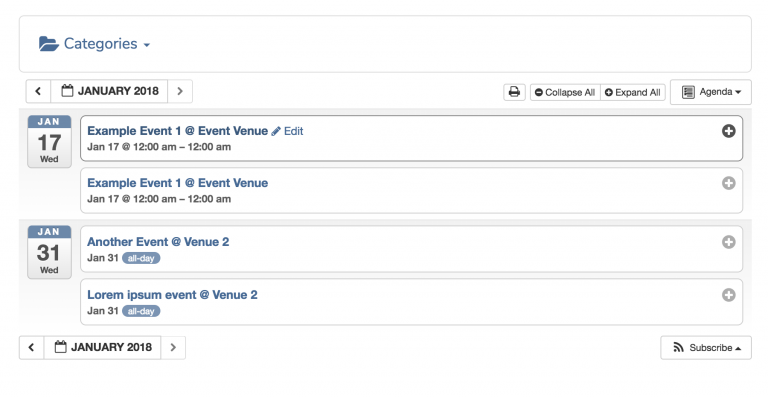 Categories
JANUARY 2018
Collapse All
Expand All
Agenda
JAN
17
Wed
Example Event 1 @ Event Venue Edit
Jan 17 @ 12:00 am – 12:00 am
Example Event 1 @ Event Venue
Jan 17 @ 12:00 am – 12:00 am
JAN
31
Wed
Another Event @ Venue 2
Jan 31 all-day
Lorem ipsum event @ Venue 2
Jan 31 all-day
JANUARY 2018
Subscribe